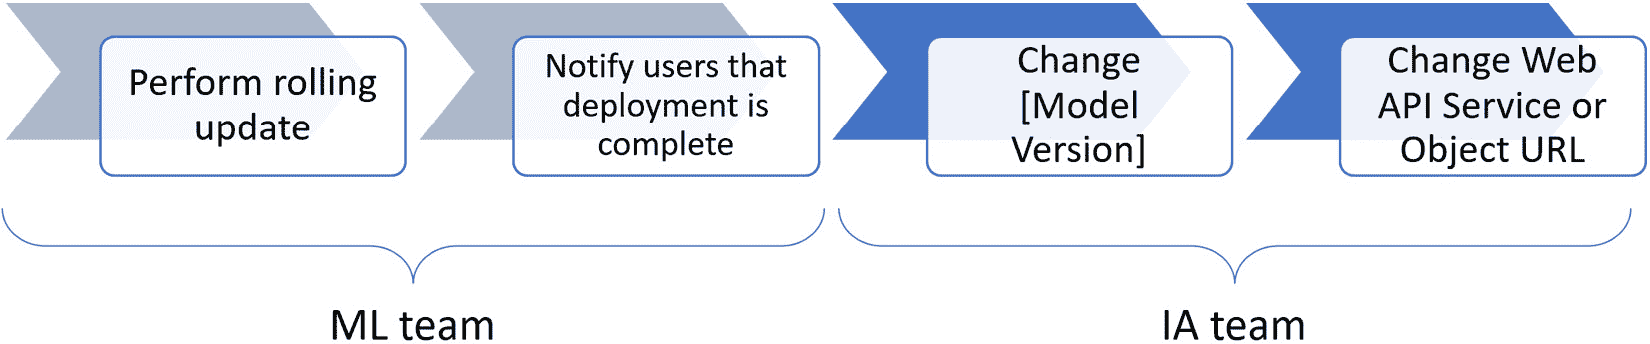 Perform rolling
update
Notify users that
deployment is
complete
Change
[Model
Version]
Change Web
API Service or
Object URL
ML team
IA team